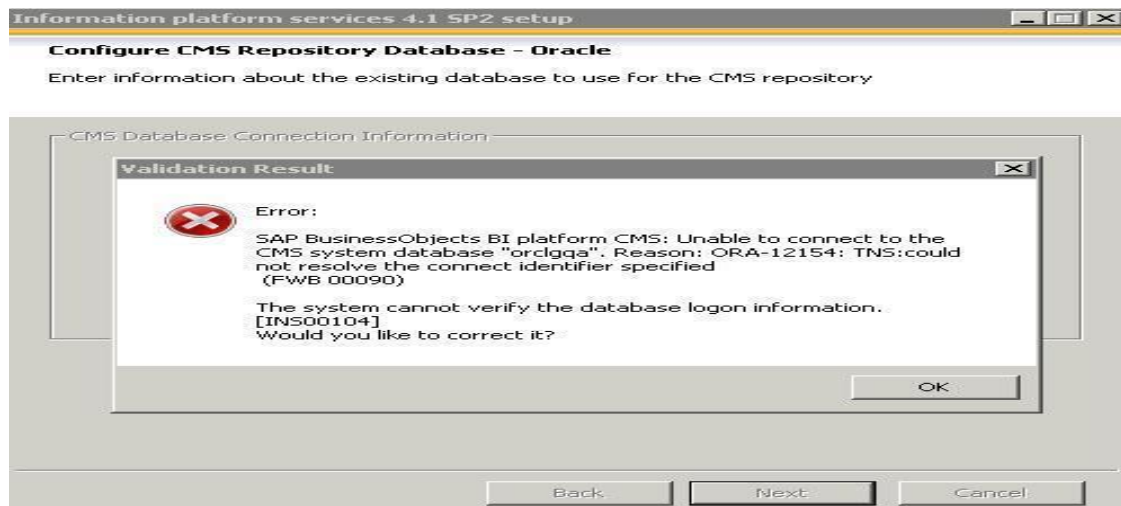 Information platform services 4.1 SP2 setup
Configure CMS Repository Database - Oracle
Enter information about the existing database to use for the CMS repository
CMS Database Connection Information
Validation Result
Error:
SAP BusinessObjects BI platform CMS: Unable to connect to the
CMS system database "orclgqa". Reason: ORA-12154: TNS:could
not resolve the connect identifier specified
(FWB 00090)
The system cannot verify the database logon information.
[INS00104]
Would you like to correct it?
OK
Back
Next
Cancel